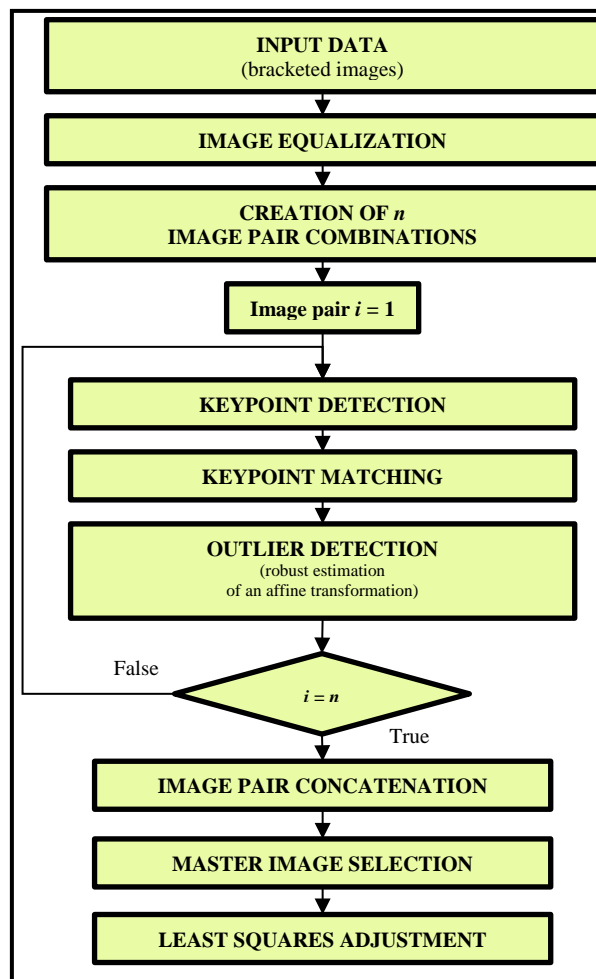 INPUT DATA
(bracketed images)
IMAGE EQUALIZATION
CREATION OF n
IMAGE PAIR COMBINATIONS
Image pair i = 1
KEYPOINT DETECTION
KEYPOINT MATCHING
OUTLIER DETECTION
(robust estimation
of an affine transformation)
False
i = n
True
IMAGE PAIR CONCATENATION
MASTER IMAGE SELECTION
LEAST SQUARES ADJUSTMENT